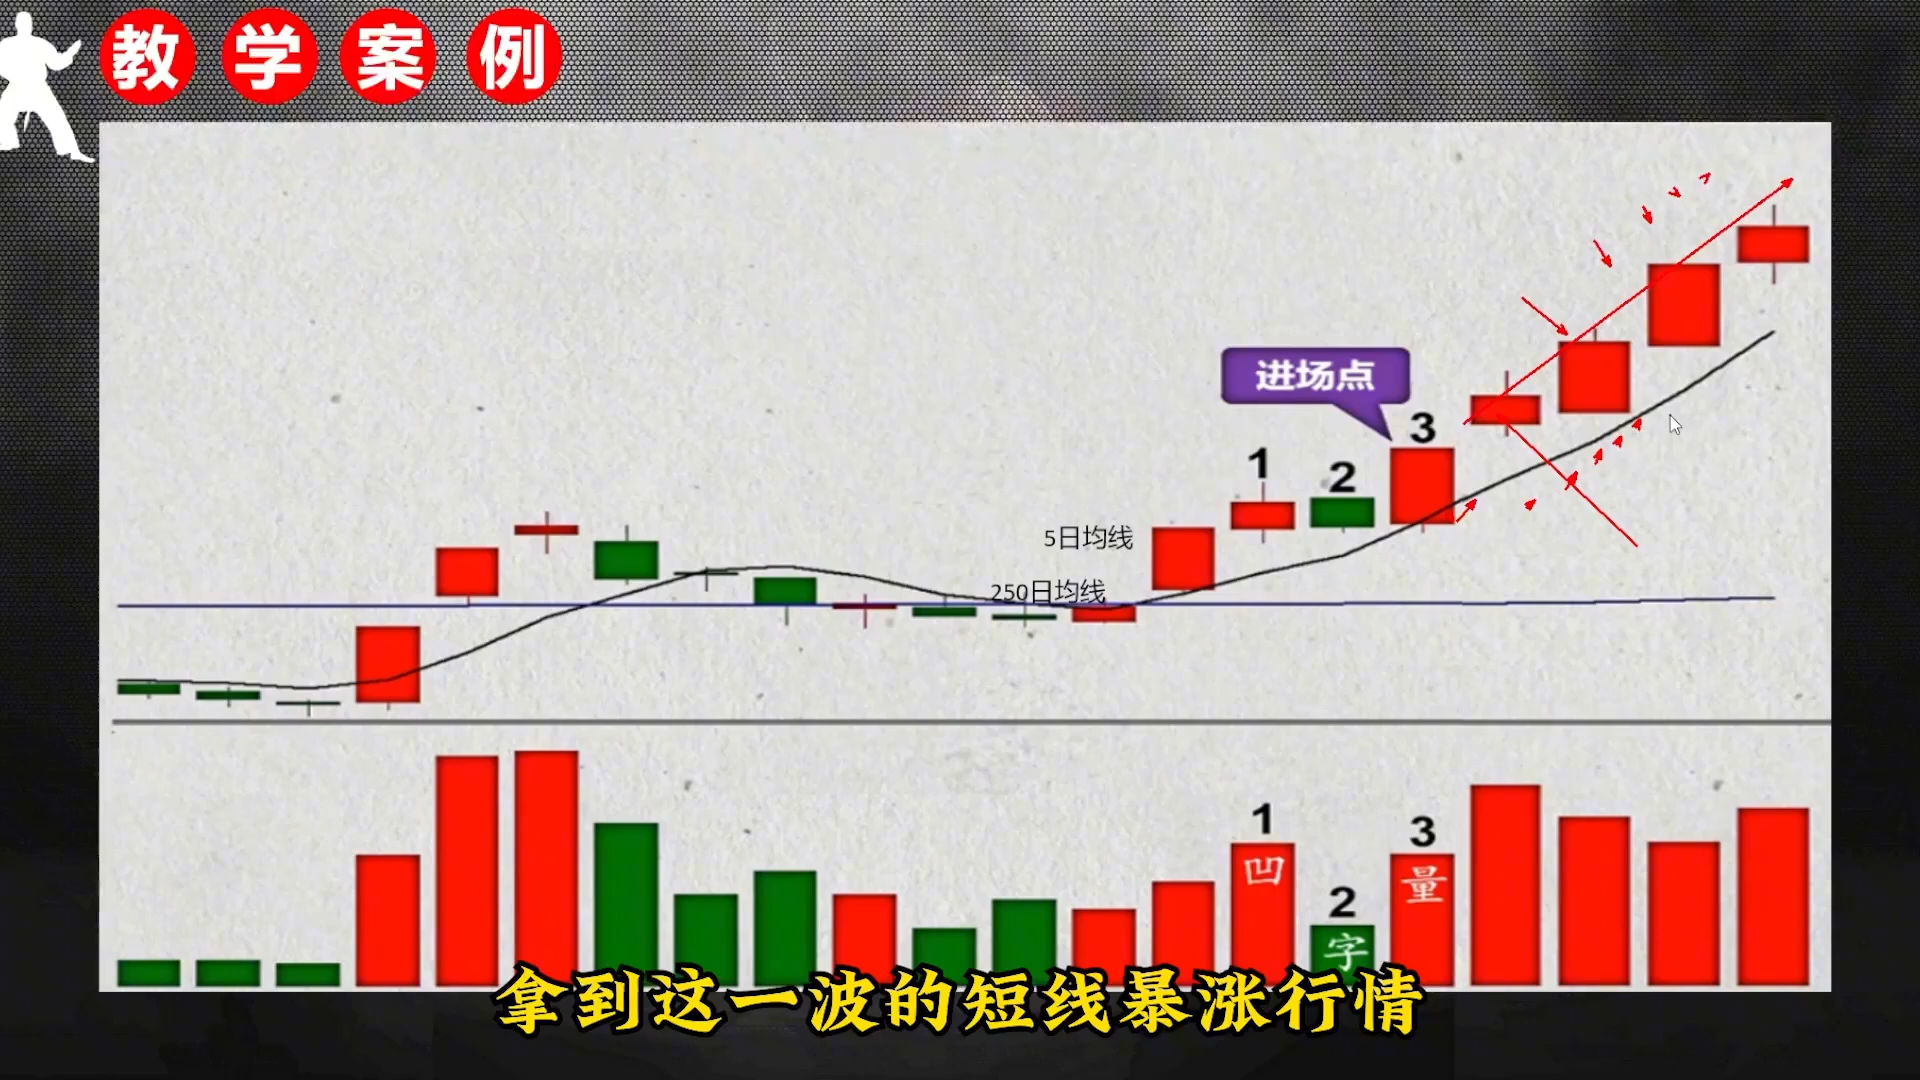 教学案例
进场点
3
1
2
5日均线
250日均线
1
3
凹
量
2
字
拿到这一波的短线暴涨行情